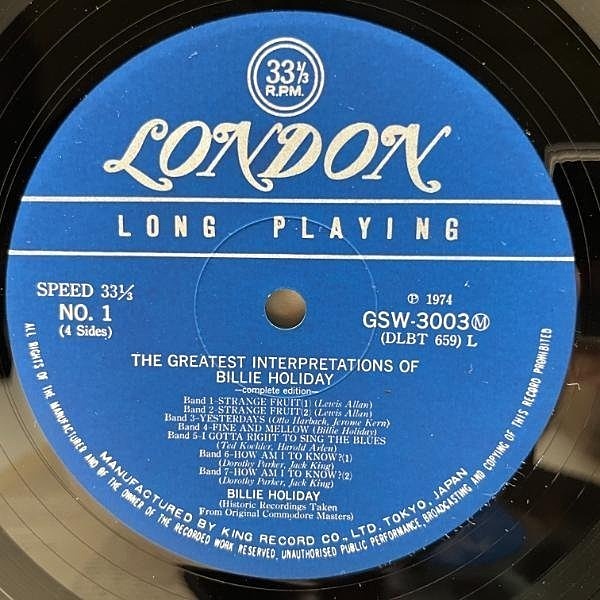 33⅓
R.P.M.
LONDON
LONG PLAYING
SPEED 33⅓
NO. 1
(4 Sides)
℗ 1974
GSW-3003Ⓜ
(DLBT 659) L
THE GREATEST INTERPRETATIONS OF
BILLIE HOLIDAY
—complete edition—
Band 1-STRANGE FRUIT(1) (Lewis Allan)
Band 2-STRANGE FRUIT(2) (Lewis Allan)
Band 3-YESTERDAYS (Otto Harbach, Jerome Kern)
Band 4-FINE AND MELLOW (Billie Holiday)
Band 5-I GOTTA RIGHT TO SING THE BLUES
(Ted Koehler, Harold Arlen)
Band 6-HOW AM I TO KNOW?(1)
(Dorothy Parker, Jack King)
Band 7-HOW AM I TO KNOW?(2)
(Dorothy Parker, Jack King)
BILLIE HOLIDAY
(Historic Recordings Taken
From Original Commodore Masters)
MANUFACTURED BY KING RECORD CO., LTD. TOKYO, JAPAN
ALL RIGHTS OF THE MANUFACTURER AND BY THE OWNER OF THE RECORDED WORK RESERVED, UNAUTHORISED PUBLIC PERFORMANCE, BROADCASTING AND COPYING OF THIS RECORD PROHIBITED